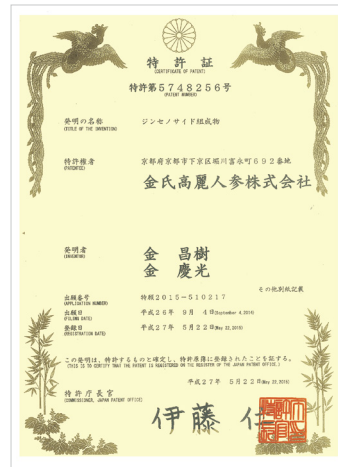 特許証
(CERTIFICATE OF PATENT)
特許第5748256号
(PATENT NUMBER)
発明の名称
(TITLE OF THE INVENTION)
ジンセノサイド組成物
特許権者
(PATENTEE)
京都府京都市下京区堀川富永町692番地
金氏高麗人参株式会社
発明者
(INVENTOR)
金 昌樹
金 慶光
その他別紙記載
出願番号
(APPLICATION NUMBER)
特願2015-510217
出願日
(FILING DATE)
平成26年 9月 4日(September 4,2014)
登録日
(REGISTRATION DATE)
平成27年 5月22日(May 22,2015)
この発明は、特許するものと確定し、特許原簿に登録されたことを証する。
(THIS IS TO CERTIFY THAT THE PATENT IS REGISTERED ON THE REGISTER OF THE JAPAN PATENT OFFICE.)
平成27年 5月22日(May 22,2015)
特許庁長官
(COMMISSIONER, JAPAN PATENT OFFICE)
伊藤 仁